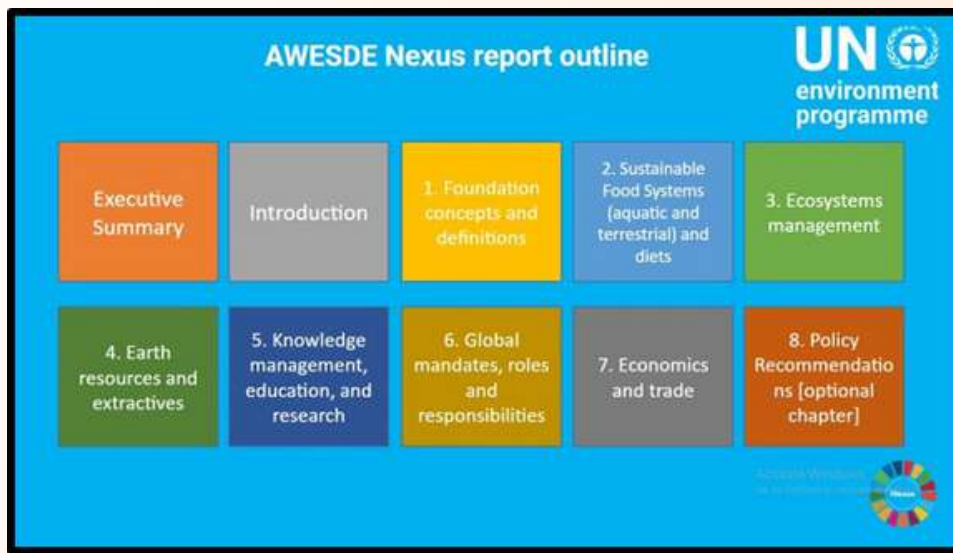 AWESDE Nexus report outline
UN
environment
programme
Executive
Summary
Introduction
1. Foundation
concepts and
definitions
2. Sustainable
Food Systems
(aquatic and
terrestrial) and
diets
3. Ecosystems
management
4. Earth
resources and
extractives
5. Knowledge
management,
education, and
research
6. Global
mandates, roles
and
responsibilities
7. Economics
and trade
8. Policy
Recommendatio
ns [optional
chapter]
Activate Windows
Nexus